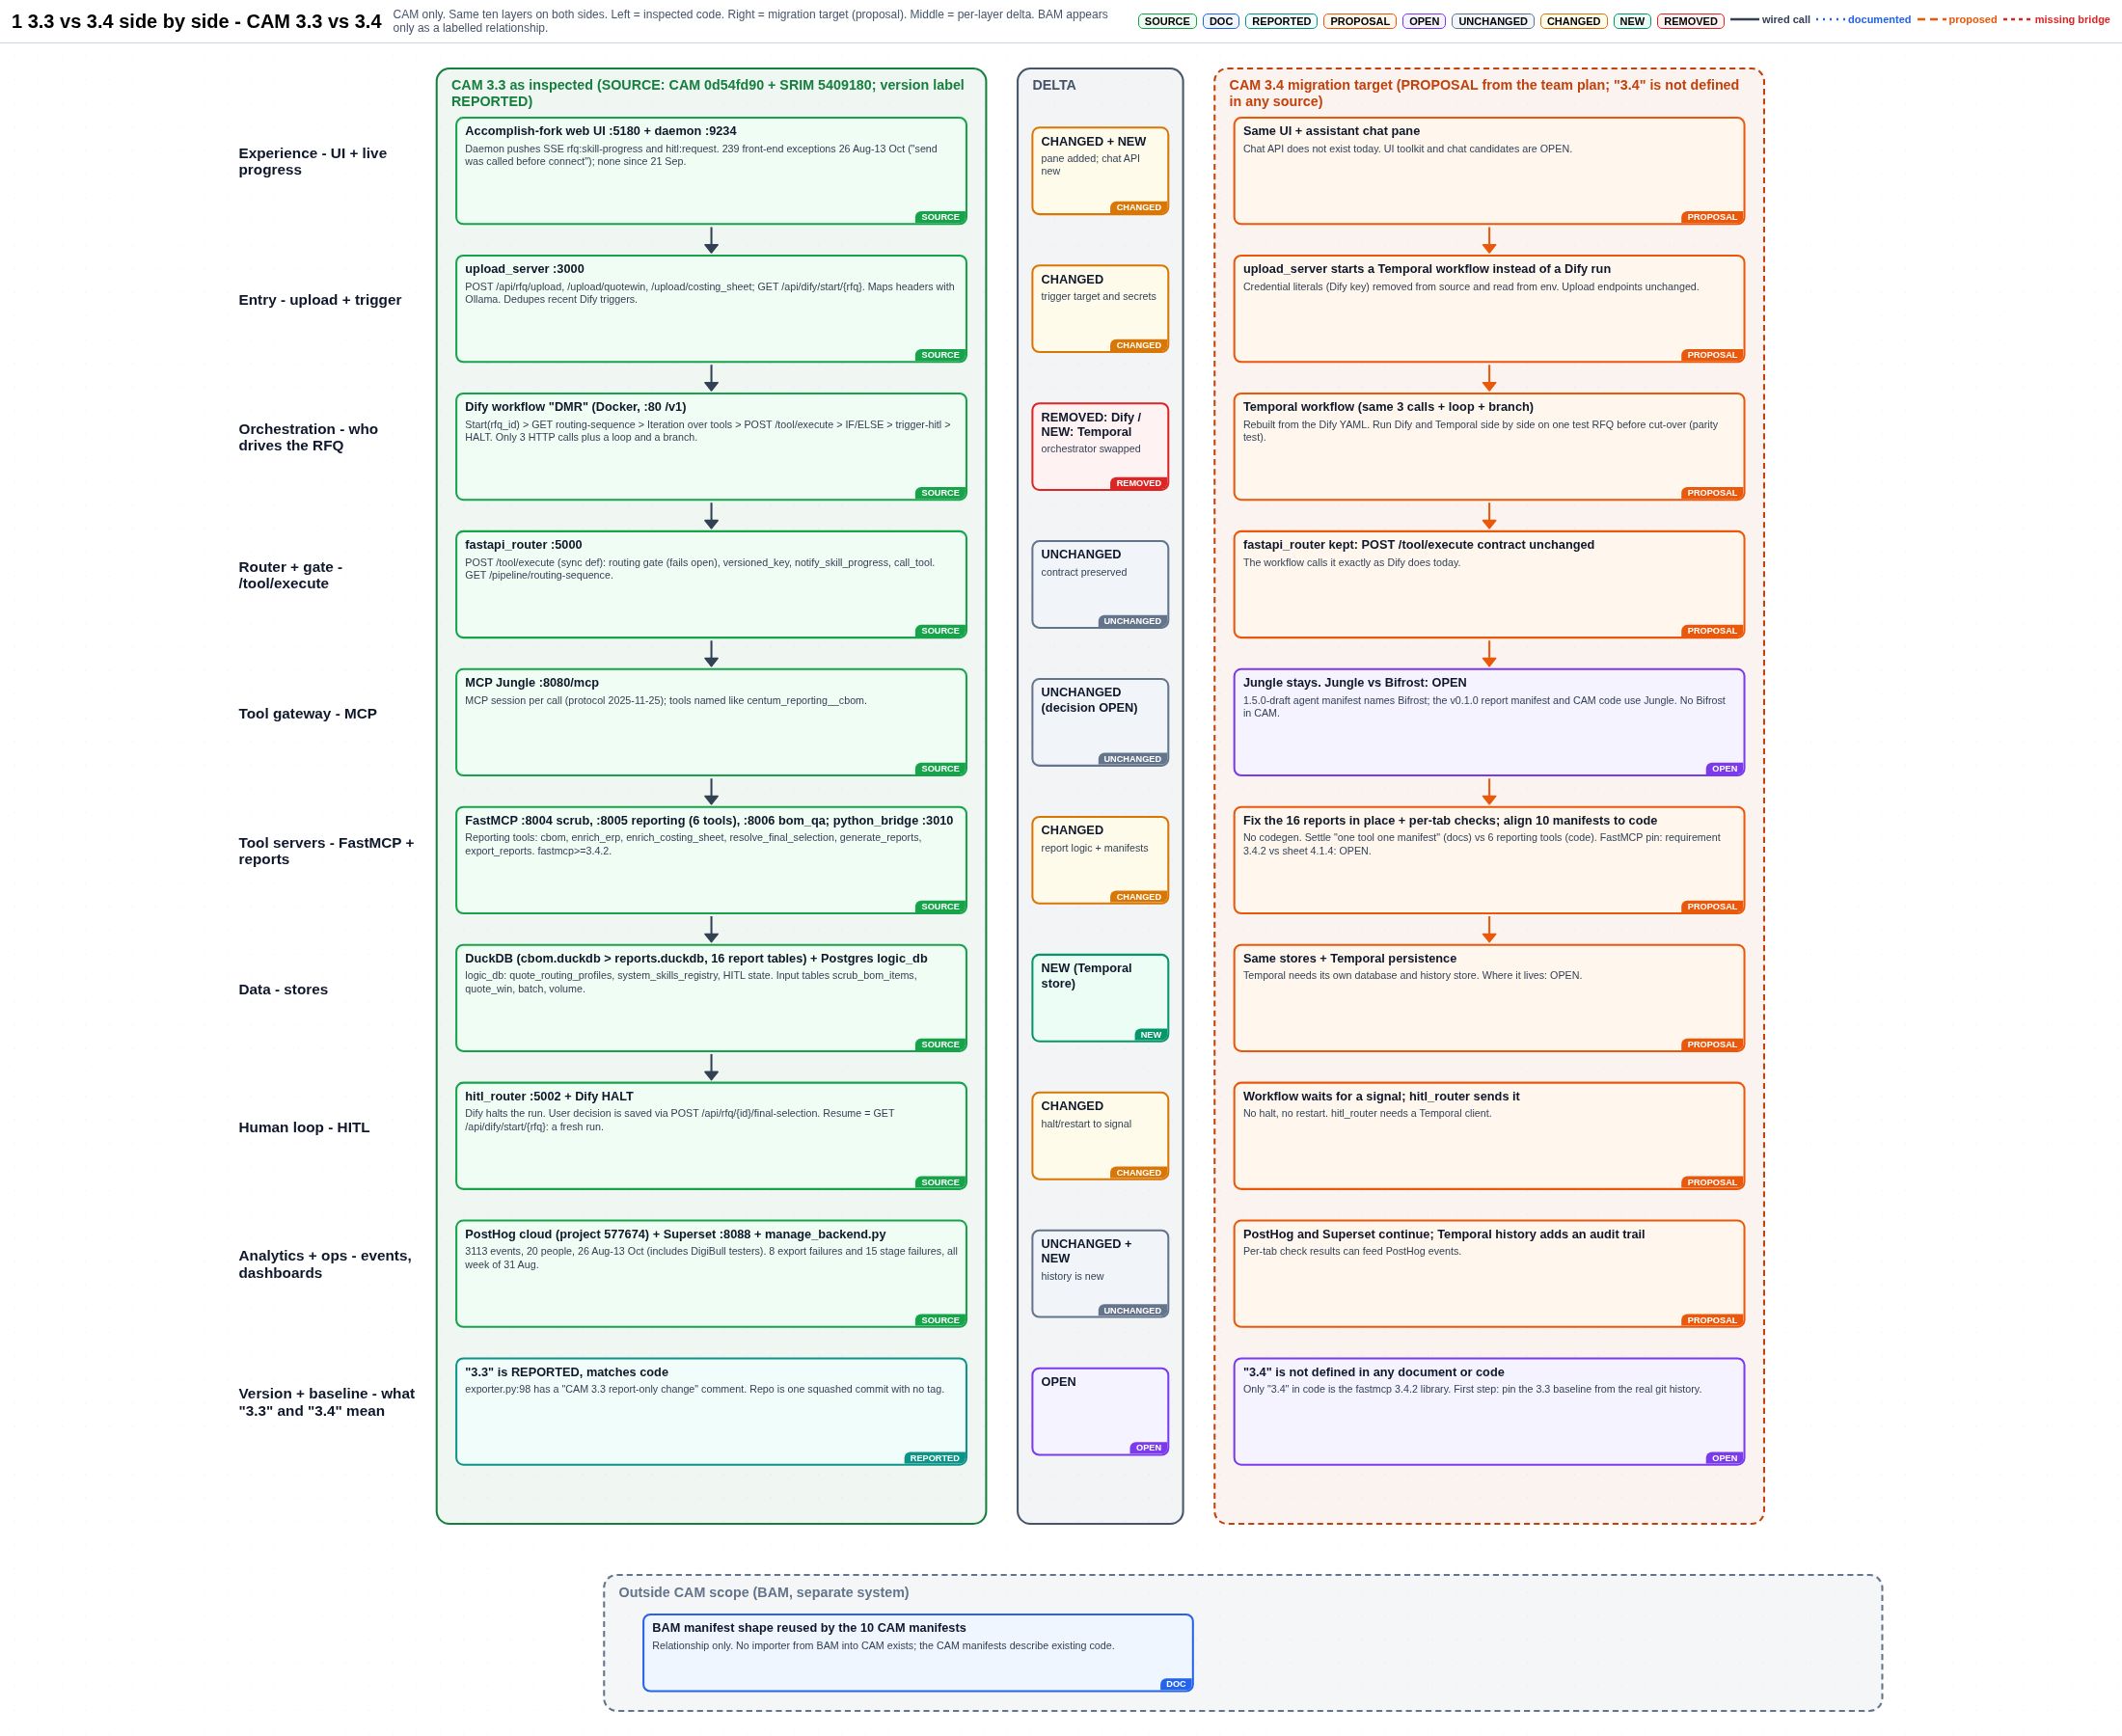 1 3.3 vs 3.4 side by side - CAM 3.3 vs 3.4
CAM only. Same ten layers on both sides. Left = inspected code. Right = migration target (proposal). Middle = per-layer delta. BAM appears
only as a labelled relationship.
SOURCE DOC REPORTED PROPOSAL OPEN UNCHANGED CHANGED NEW REMOVED wired call documented proposed missing bridge
CAM 3.3 as inspected (SOURCE: CAM 0d54fd90 + SRIM 5409180; version label
REPORTED)
DELTA
CAM 3.4 migration target (PROPOSAL from the team plan; "3.4" is not defined
in any source)
Experience - UI + live
progress
Accomplish-fork web UI :5180 + daemon :9234
Daemon pushes SSE rfq:skill-progress and hitl:request. 239 front-end exceptions 26 Aug-13 Oct ("send
was called before connect"); none since 21 Sep.
SOURCE
CHANGED + NEW
pane added; chat API
new
CHANGED
Same UI + assistant chat pane
Chat API does not exist today. UI toolkit and chat candidates are OPEN.
PROPOSAL
Entry - upload + trigger
upload_server :3000
POST /api/rfq/upload, /upload/quotewin, /upload/costing_sheet; GET /api/dify/start/{rfq}. Maps headers with
Ollama. Dedupes recent Dify triggers.
SOURCE
CHANGED
trigger target and secrets
CHANGED
upload_server starts a Temporal workflow instead of a Dify run
Credential literals (Dify key) removed from source and read from env. Upload endpoints unchanged.
PROPOSAL
Orchestration - who
drives the RFQ
Dify workflow "DMR" (Docker, :80 /v1)
Start(rfq_id) > GET routing-sequence > Iteration over tools > POST /tool/execute > IF/ELSE > trigger-hitl >
HALT. Only 3 HTTP calls plus a loop and a branch.
SOURCE
REMOVED: Dify /
NEW: Temporal
orchestrator swapped
REMOVED
Temporal workflow (same 3 calls + loop + branch)
Rebuilt from the Dify YAML. Run Dify and Temporal side by side on one test RFQ before cut-over (parity
test).
PROPOSAL
Router + gate -
/tool/execute
fastapi_router :5000
POST /tool/execute (sync def): routing gate (fails open), versioned_key, notify_skill_progress, call_tool.
GET /pipeline/routing-sequence.
SOURCE
UNCHANGED
contract preserved
UNCHANGED
fastapi_router kept: POST /tool/execute contract unchanged
The workflow calls it exactly as Dify does today.
PROPOSAL
Tool gateway - MCP
MCP Jungle :8080/mcp
MCP session per call (protocol 2025-11-25); tools named like centum_reporting__cbom.
SOURCE
UNCHANGED
(decision OPEN)
UNCHANGED
Jungle stays. Jungle vs Bifrost: OPEN
1.5.0-draft agent manifest names Bifrost; the v0.1.0 report manifest and CAM code use Jungle. No Bifrost
in CAM.
OPEN
Tool servers - FastMCP +
reports
FastMCP :8004 scrub, :8005 reporting (6 tools), :8006 bom_qa; python_bridge :3010
Reporting tools: cbom, enrich_erp, enrich_costing_sheet, resolve_final_selection, generate_reports,
export_reports. fastmcp>=3.4.2.
SOURCE
CHANGED
report logic + manifests
CHANGED
Fix the 16 reports in place + per-tab checks; align 10 manifests to code
No codegen. Settle "one tool one manifest" (docs) vs 6 reporting tools (code). FastMCP pin: requirement
3.4.2 vs sheet 4.1.4: OPEN.
PROPOSAL
Data - stores
DuckDB (cbom.duckdb > reports.duckdb, 16 report tables) + Postgres logic_db
logic_db: quote_routing_profiles, system_skills_registry, HITL state. Input tables scrub_bom_items,
quote_win, batch, volume.
SOURCE
NEW (Temporal
store)
NEW
Same stores + Temporal persistence
Temporal needs its own database and history store. Where it lives: OPEN.
PROPOSAL
Human loop - HITL
hitl_router :5002 + Dify HALT
Dify halts the run. User decision is saved via POST /api/rfq/{id}/final-selection. Resume = GET
/api/dify/start/{rfq}: a fresh run.
SOURCE
CHANGED
halt/restart to signal
CHANGED
Workflow waits for a signal; hitl_router sends it
No halt, no restart. hitl_router needs a Temporal client.
PROPOSAL
Analytics + ops - events,
dashboards
PostHog cloud (project 577674) + Superset :8088 + manage_backend.py
3113 events, 20 people, 26 Aug-13 Oct (includes DigiBull testers). 8 export failures and 15 stage failures, all
week of 31 Aug.
SOURCE
UNCHANGED +
NEW
history is new
UNCHANGED
PostHog and Superset continue; Temporal history adds an audit trail
Per-tab check results can feed PostHog events.
PROPOSAL
Version + baseline - what
"3.3" and "3.4" mean
"3.3" is REPORTED, matches code
exporter.py:98 has a "CAM 3.3 report-only change" comment. Repo is one squashed commit with no tag.
REPORTED
OPEN
OPEN
"3.4" is not defined in any document or code
Only "3.4" in code is the fastmcp 3.4.2 library. First step: pin the 3.3 baseline from the real git history.
OPEN
Outside CAM scope (BAM, separate system)
BAM manifest shape reused by the 10 CAM manifests
Relationship only. No importer from BAM into CAM exists; the CAM manifests describe existing code.
DOC